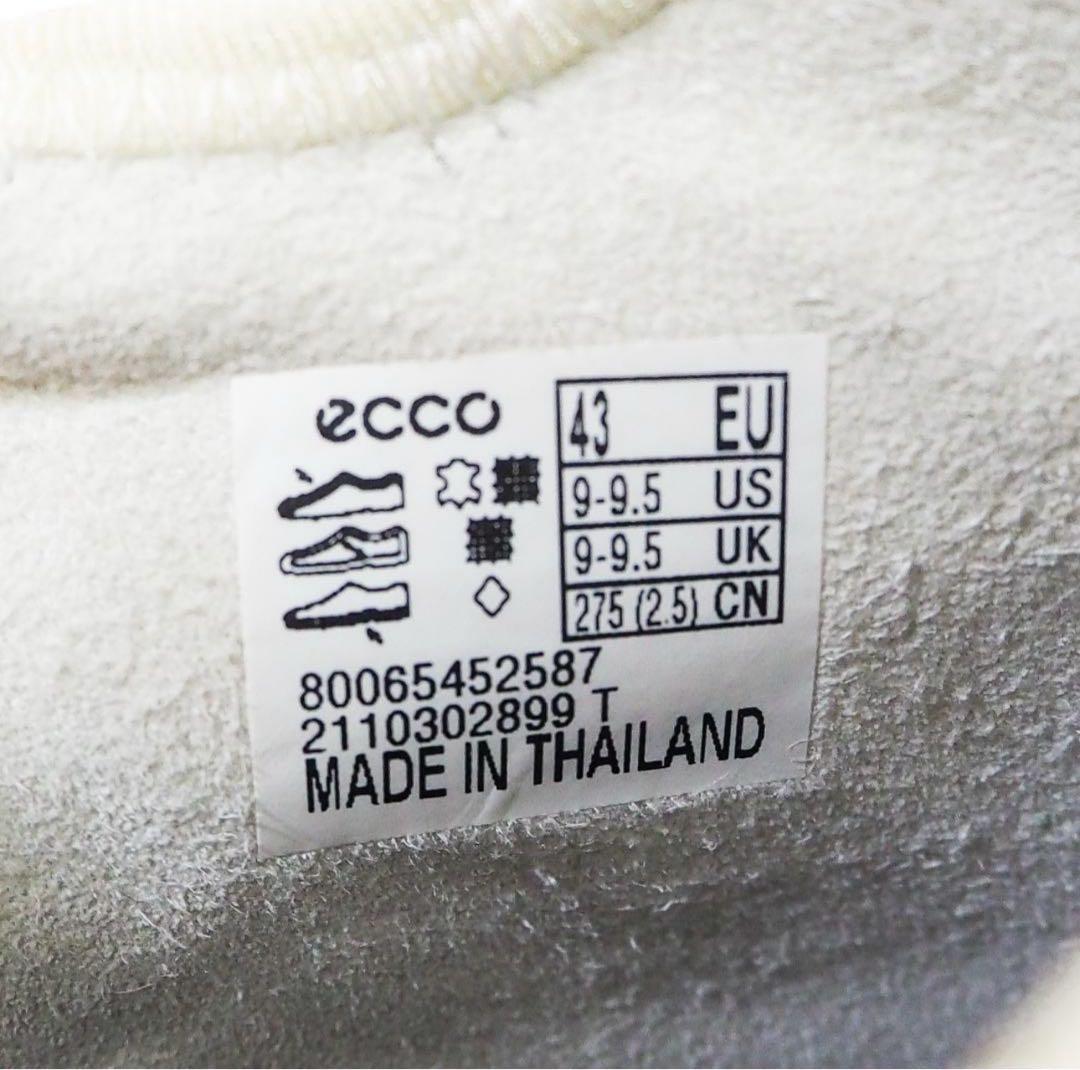 ecco
43 EU
9-9.5 US
9-9.5 UK
275 (2.5) CN
80065452587
2110302899 T
MADE IN THAILAND